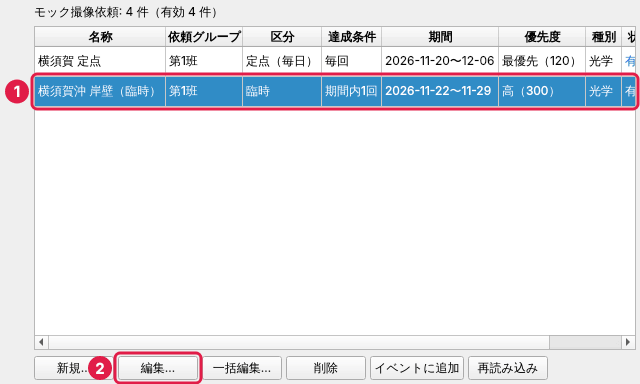 モック撮像依頼: 4 件（有効 4 件）
名称 依頼グループ 区分 達成条件 期間 優先度 種別
横須賀 定点 第1班 定点（毎日） 毎回 2026-11-20〜12-06 最優先（120） 光学 有
1 横須賀沖 岸壁（臨時） 第1班 臨時 期間内1回 2026-11-22〜11-29 高（300） 光学 有
新規... 2 編集... 一括編集... 削除 イベントに追加 再読み込み